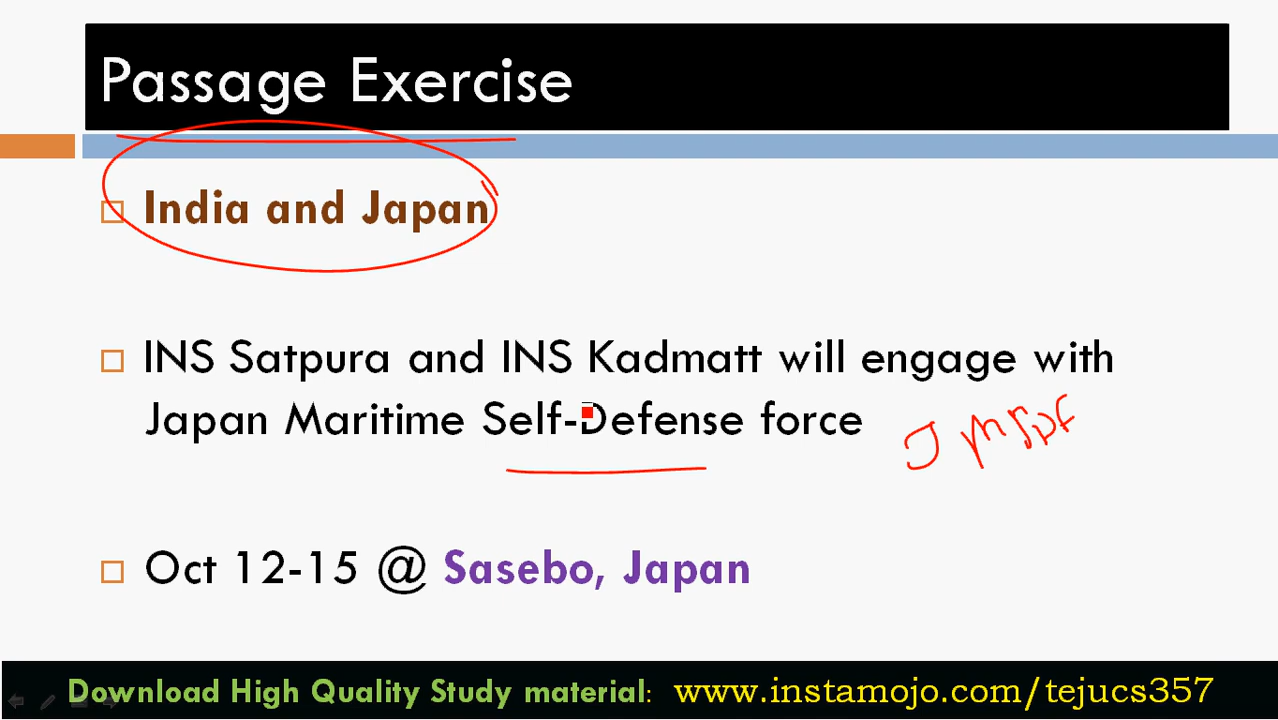 Passage Exercise
India and Japan
INS Satpura and INS Kadmatt will engage with
Japan Maritime Self-Defense force
JMSDF
Oct 12-15 @ Sasebo, Japan
Download High Quality Study material: www.instamojo.com/tejucs357